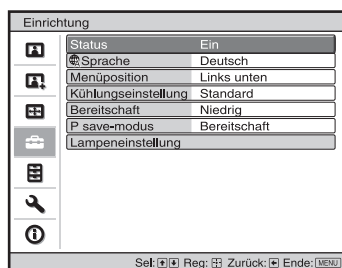 Einrichtung
Status Ein
Sprache Deutsch
Menüposition Links unten
Kühlungseinstellung Standard
Bereitschaft Niedrig
P save-modus Bereitschaft
Lampeneinstellung
Sel: Reg: Zurück: Ende: MENU